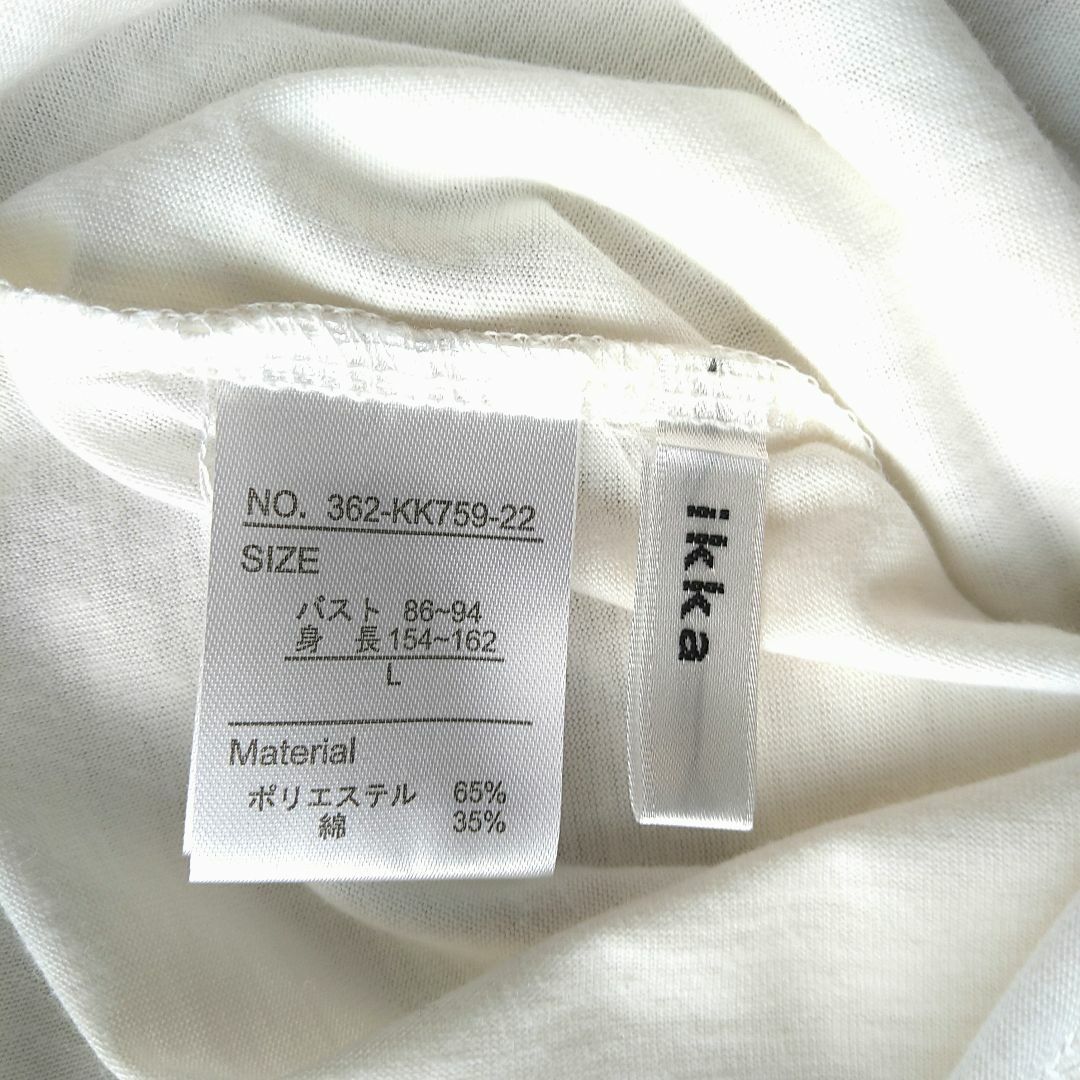 NO. 362-KK759-22
SIZE
バスト 86~94
身 長 154~162
L
Material
ポリエステル 65%
綿 35%
ikka